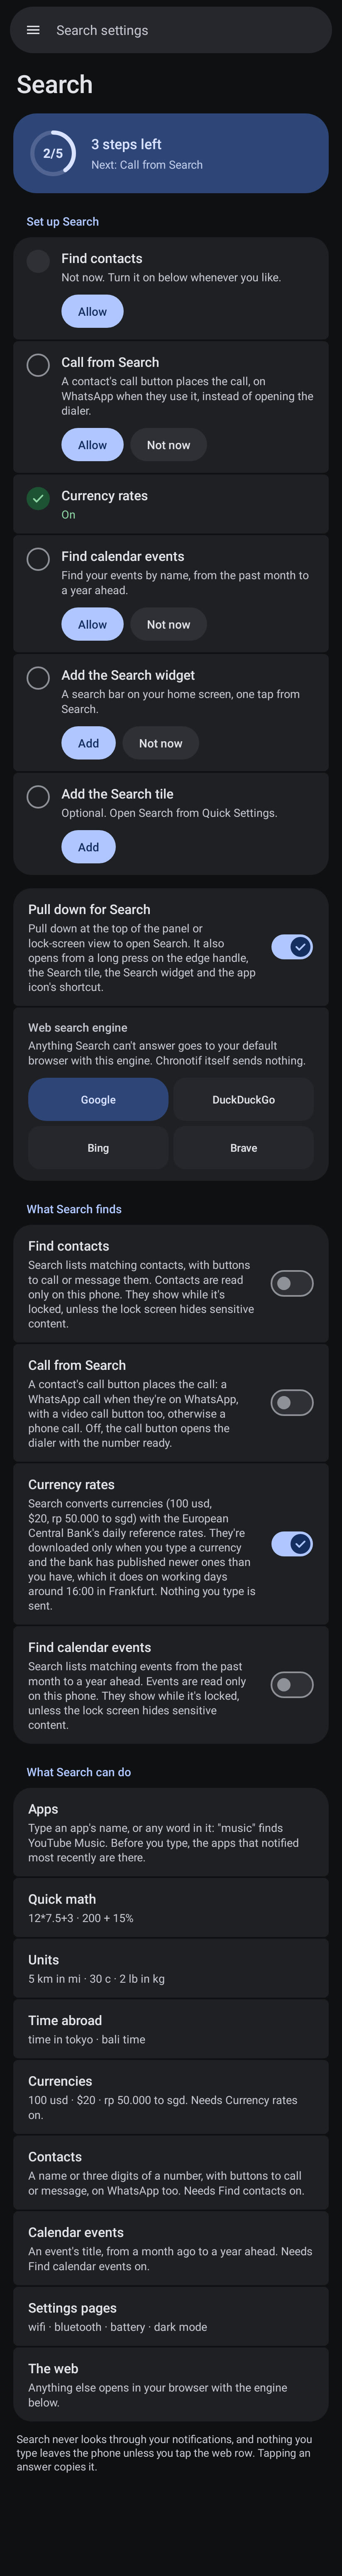 Search settings
Search
2/5
3 steps left
Next: Call from Search
Set up Search
Find contacts
Not now. Turn it on below whenever you like.
Allow
Call from Search
A contact's call button places the call, on
WhatsApp when they use it, instead of opening the
dialer.
Allow
Not now
Currency rates
On
Find calendar events
Find your events by name, from the past month to
a year ahead.
Allow
Not now
Add the Search widget
A search bar on your home screen, one tap from
Search.
Add
Not now
Add the Search tile
Optional. Open Search from Quick Settings.
Add
Pull down for Search
Pull down at the top of the panel or
lock-screen view to open Search. It also
opens from a long press on the edge handle,
the Search tile, the Search widget and the app
icon's shortcut.
Web search engine
Anything Search can't answer goes to your default
browser with this engine. Chronotif itself sends nothing.
Google
DuckDuckGo
Bing
Brave
What Search finds
Find contacts
Search lists matching contacts, with buttons
to call or message them. Contacts are read
only on this phone. They show while it's
locked, unless the lock screen hides sensitive
content.
Call from Search
A contact's call button places the call: a
WhatsApp call when they're on WhatsApp,
with a video call button too, otherwise a
phone call. Off, the call button opens the
dialer with the number ready.
Currency rates
Search converts currencies (100 usd,
$20, rp 50.000 to sgd) with the European
Central Bank's daily reference rates. They're
downloaded only when you type a currency
and the bank has published newer ones than
you have, which it does on working days
around 16:00 in Frankfurt. Nothing you type is
sent.
Find calendar events
Search lists matching events from the past
month to a year ahead. Events are read only
on this phone. They show while it's locked,
unless the lock screen hides sensitive
content.
What Search can do
Apps
Type an app's name, or any word in it: "music" finds
YouTube Music. Before you type, the apps that notified
most recently are there.
Quick math
12*7.5+3 · 200 + 15%
Units
5 km in mi · 30 c · 2 lb in kg
Time abroad
time in tokyo · bali time
Currencies
100 usd · $20 · rp 50.000 to sgd. Needs Currency rates
on.
Contacts
A name or three digits of a number, with buttons to call
or message, on WhatsApp too. Needs Find contacts on.
Calendar events
An event's title, from a month ago to a year ahead. Needs
Find calendar events on.
Settings pages
wifi · bluetooth · battery · dark mode
The web
Anything else opens in your browser with the engine
below.
Search never looks through your notifications, and nothing you
type leaves the phone unless you tap the web row. Tapping an
answer copies it.